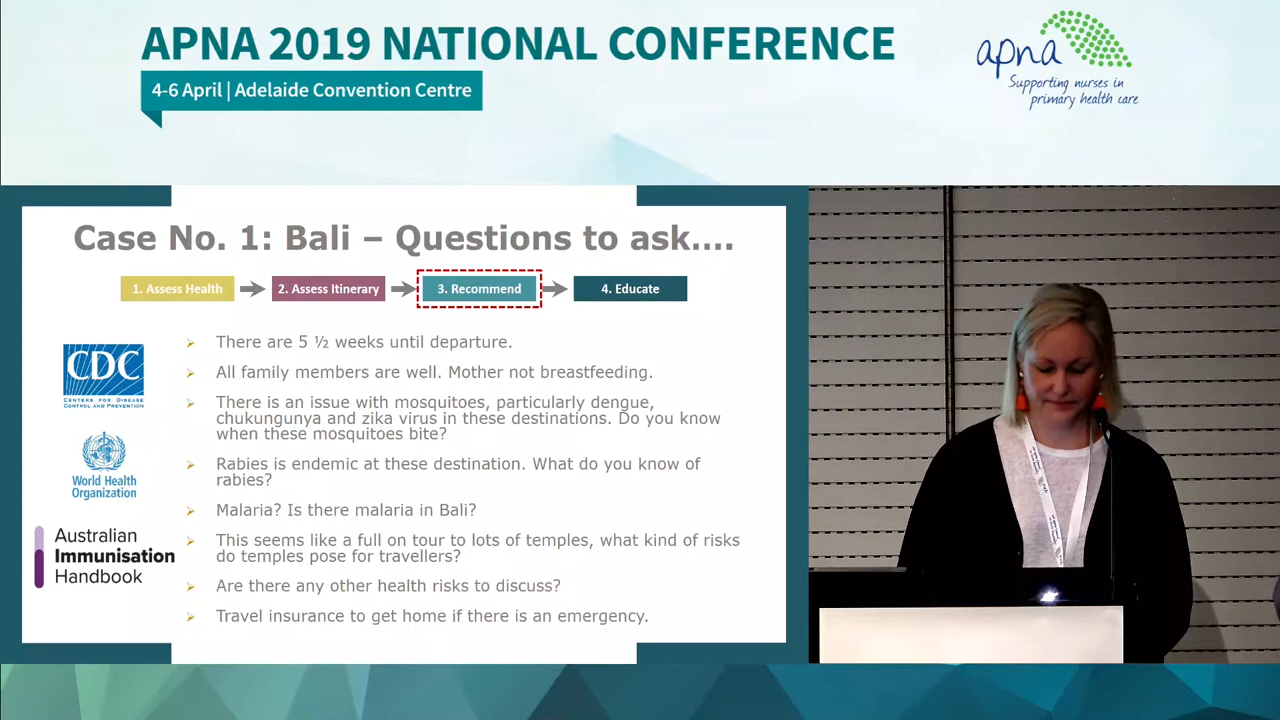 APNA 2019 NATIONAL CONFERENCE
4-6 April | Adelaide Convention Centre
apna
Supporting nurses in
primary health care
Case No. 1: Bali – Questions to ask....
1. Assess Health
2. Assess Itinerary
3. Recommend
4. Educate
There are 5 ½ weeks until departure.
All family members are well. Mother not breastfeeding.
There is an issue with mosquitoes, particularly dengue,
chukungunya and zika virus in these destinations. Do you know
when these mosquitoes bite?
Rabies is endemic at these destination. What do you know of
rabies?
Malaria? Is there malaria in Bali?
This seems like a full on tour to lots of temples, what kind of risks
do temples pose for travellers?
Are there any other health risks to discuss?
Travel insurance to get home if there is an emergency.
CDC
CENTERS FOR DISEASE
CONTROL AND PREVENTION
World Health
Organization
Australian
Immunisation
Handbook